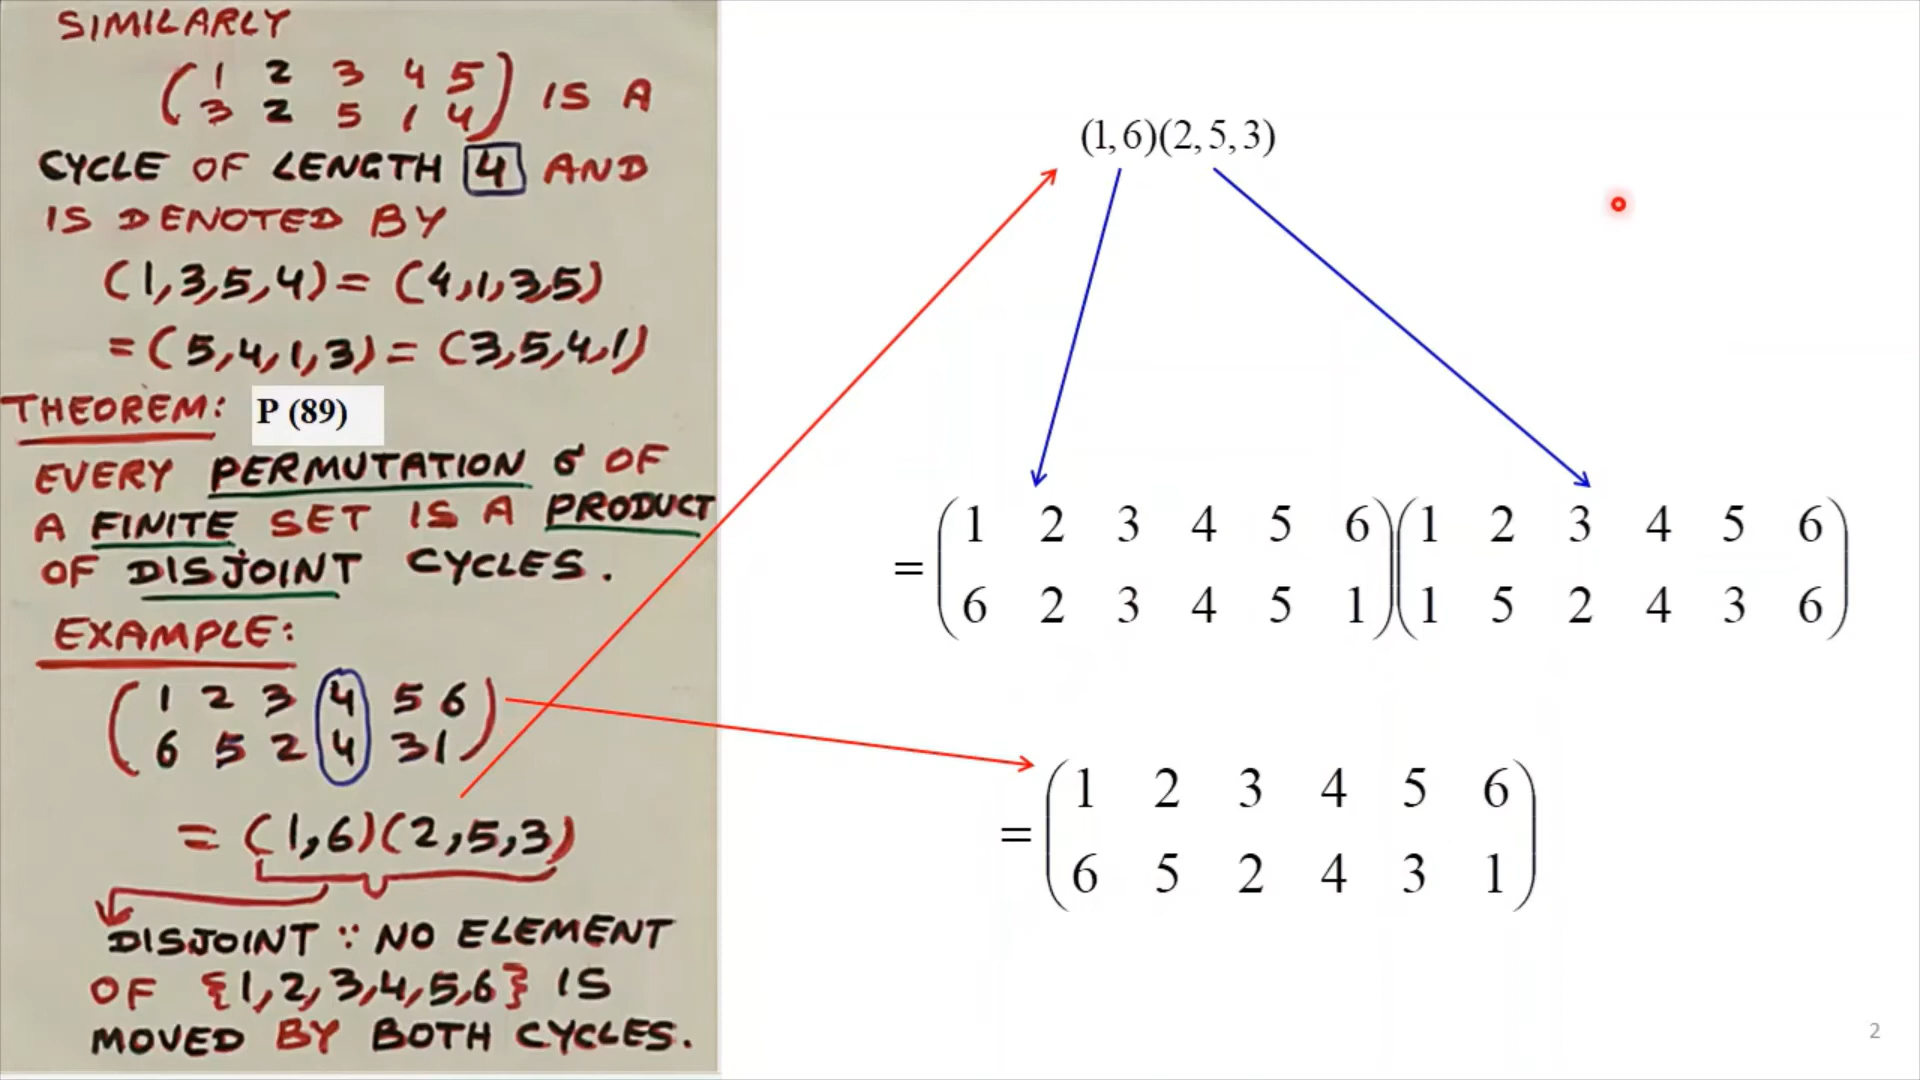 SIMILARLY
(1 2 3 4 5
3 2 5 1 4) IS A
CYCLE OF LENGTH 4 AND
IS DENOTED BY
(1,3,5,4) = (4,1,3,5)
= (5,4,1,3) = (3,5,4,1)
THEOREM: P (89)
EVERY PERMUTATION σ OF
A FINITE SET IS A PRODUCT
OF DISJOINT CYCLES.
EXAMPLE:
(1 2 3 4 5 6
6 5 2 4 3 1)
= (1,6)(2,5,3)
DISJOINT ∵ NO ELEMENT
OF {1,2,3,4,5,6} IS
MOVED BY BOTH CYCLES.
(1,6)(2,5,3)
= (1 2 3 4 5 6)(1 2 3 4 5 6
6 2 3 4 5 1)(1 5 2 4 3 6)
= (1 2 3 4 5 6
6 5 2 4 3 1)
2